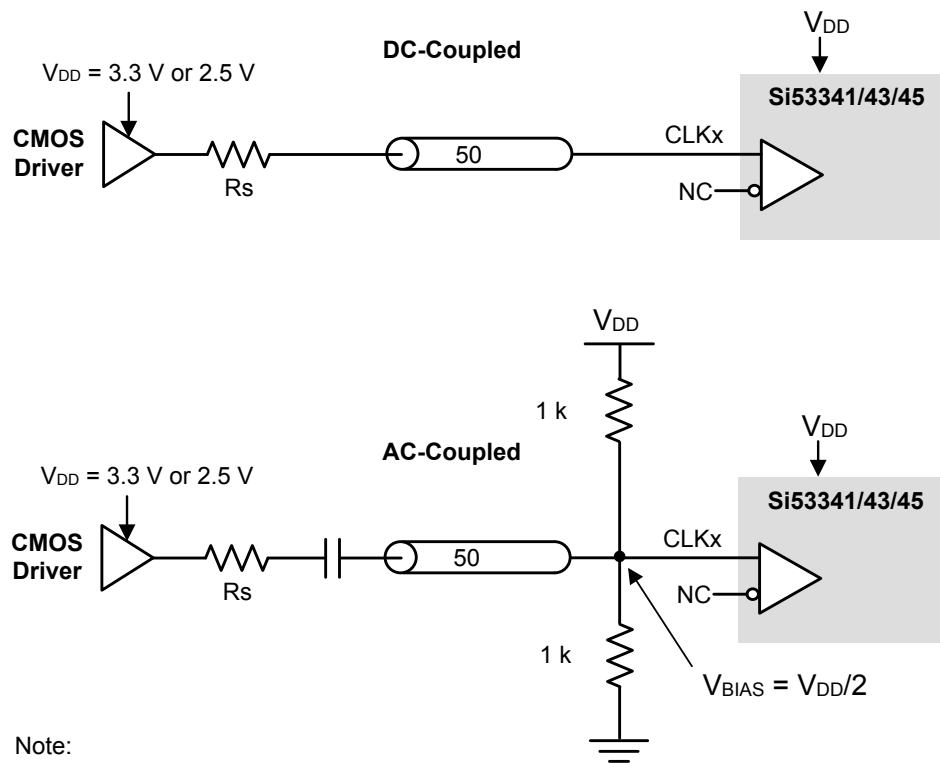 DC-Coupled
VDD
VDD = 3.3 V or 2.5 V
Si53341/43/45
CMOS
Driver
CLKx
50
Rs
NC
VDD
1 k
AC-Coupled
VDD
VDD = 3.3 V or 2.5 V
Si53341/43/45
CMOS
Driver
CLKx
50
Rs
NC
1 k
VBIAS = VDD/2
Note: